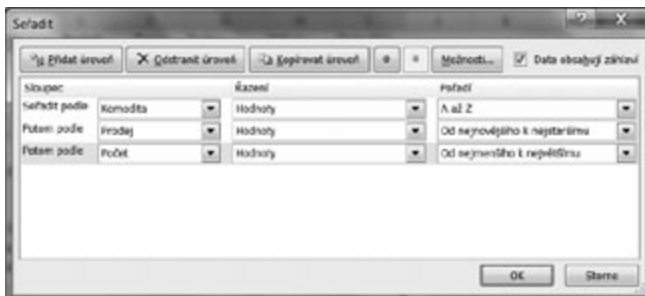 Seřadit
Přidat úroveň Odstranit úroveň Kopírovat úroveň Možnosti... Data obsahují záhlaví
Sloupec Řazení Pořadí
Seřadit podle Komodita Hodnoty A až Z
Potom podle Prodej Hodnoty Od nejnovějšího k nejstaršímu
Potom podle Počet Hodnoty Od nejmenšího k největšímu
OK Storno